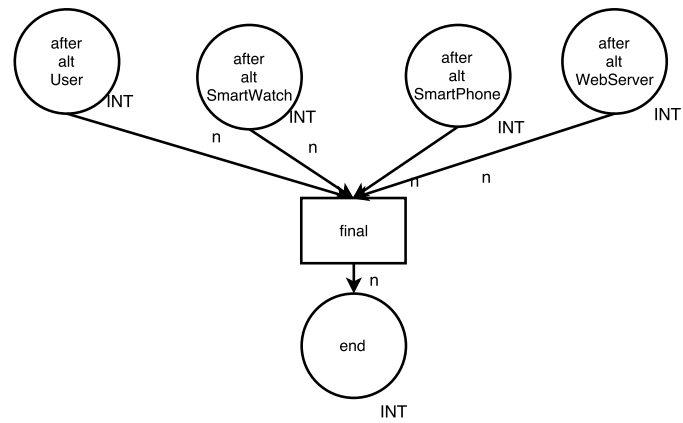 after
alt
User
INT
after
alt
SmartWatch
INT
after
alt
SmartPhone
INT
after
alt
WebServer
INT
n
n
n
n
final
n
end
INT